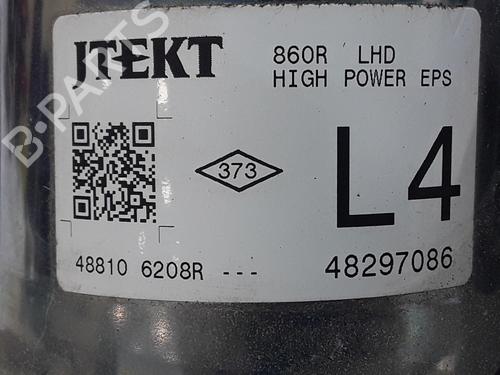 JTEKT
860R LHD
HIGH POWER EPS
373
L4
48810 6208R ---
48297086
B-PARTS